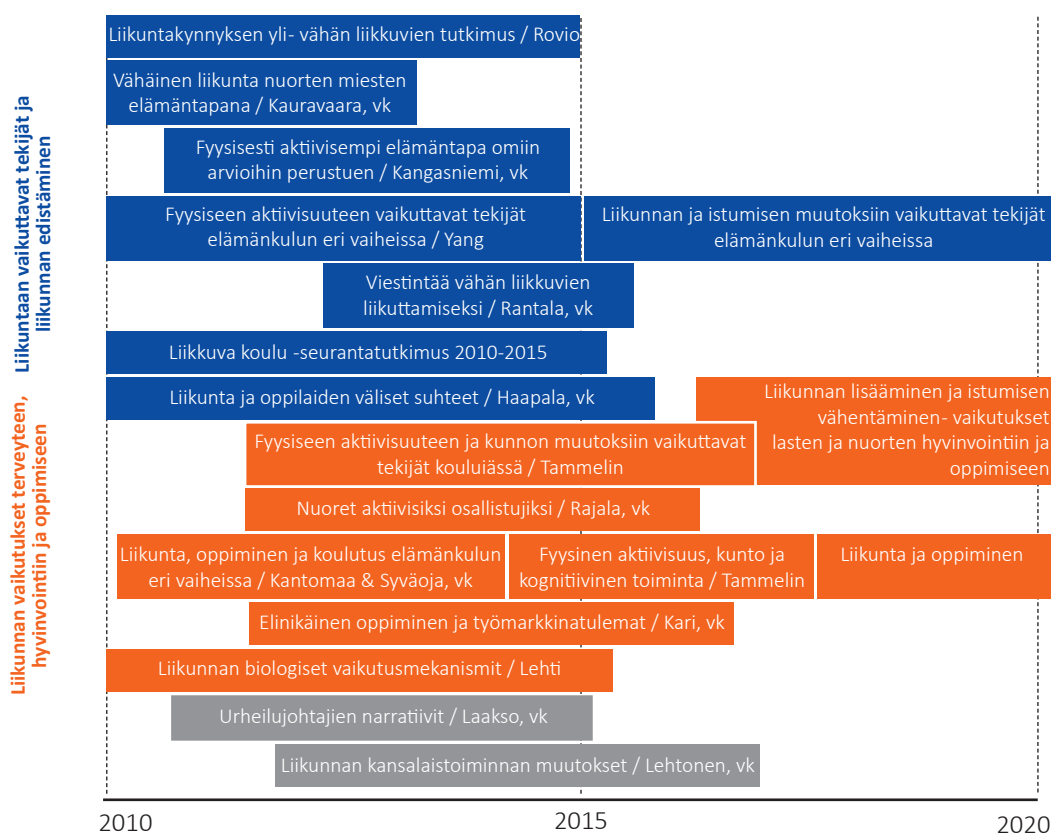 Liikuntaan vaikuttavat tekijät ja
liikunnan edistäminen
Liikuntakynnyksen yli- vähän liikkuvien tutkimus / Rovio
Vähäinen liikunta nuorten miesten
elämäntapana / Kauravaara, vk
Fyysisesti aktiivisempi elämäntapa omiin
arvioihin perustuen / Kangasniemi, vk
Fyysiseen aktiivisuuteen vaikuttavat tekijät
elämänkulun eri vaiheissa / Yang
Liikunnan ja istumisen muutoksiin vaikuttavat tekijät
elämänkulun eri vaiheissa
Viestintää vähän liikkuvien
liikuttamiseksi / Rantala, vk
Liikkuva koulu -seurantatutkimus 2010-2015
Liikunta ja oppilaiden väliset suhteet / Haapala, vk
Liikunnan vaikutukset terveyteen,
hyvinvointiin ja oppimiseen
Liikunnan lisääminen ja istumisen
vähentäminen- vaikutukset
lasten ja nuorten hyvinvointiin ja
oppimiseen
Fyysiseen aktiivisuuteen ja kunnon muutoksiin vaikuttavat
tekijät kouluiässä / Tammelin
Nuoret aktiivisiksi osallistujiksi / Rajala, vk
Liikunta, oppiminen ja koulutus elämänkulun
eri vaiheissa / Kantomaa & Syväoja, vk
Fyysinen aktivisuus, kunto ja
kognitiivinen toiminta / Tammelin
Liikunta ja oppiminen
Elinikäinen oppiminen ja työmarkkinatulemat / Kari, vk
Liikunnan biologiset vaikutusmekanismit / Lehti
Urheilujohtajien narratiivit / Laakso, vk
Liikunnan kansalaistoiminnan muutokset / Lehtonen, vk
2010
2015
2020